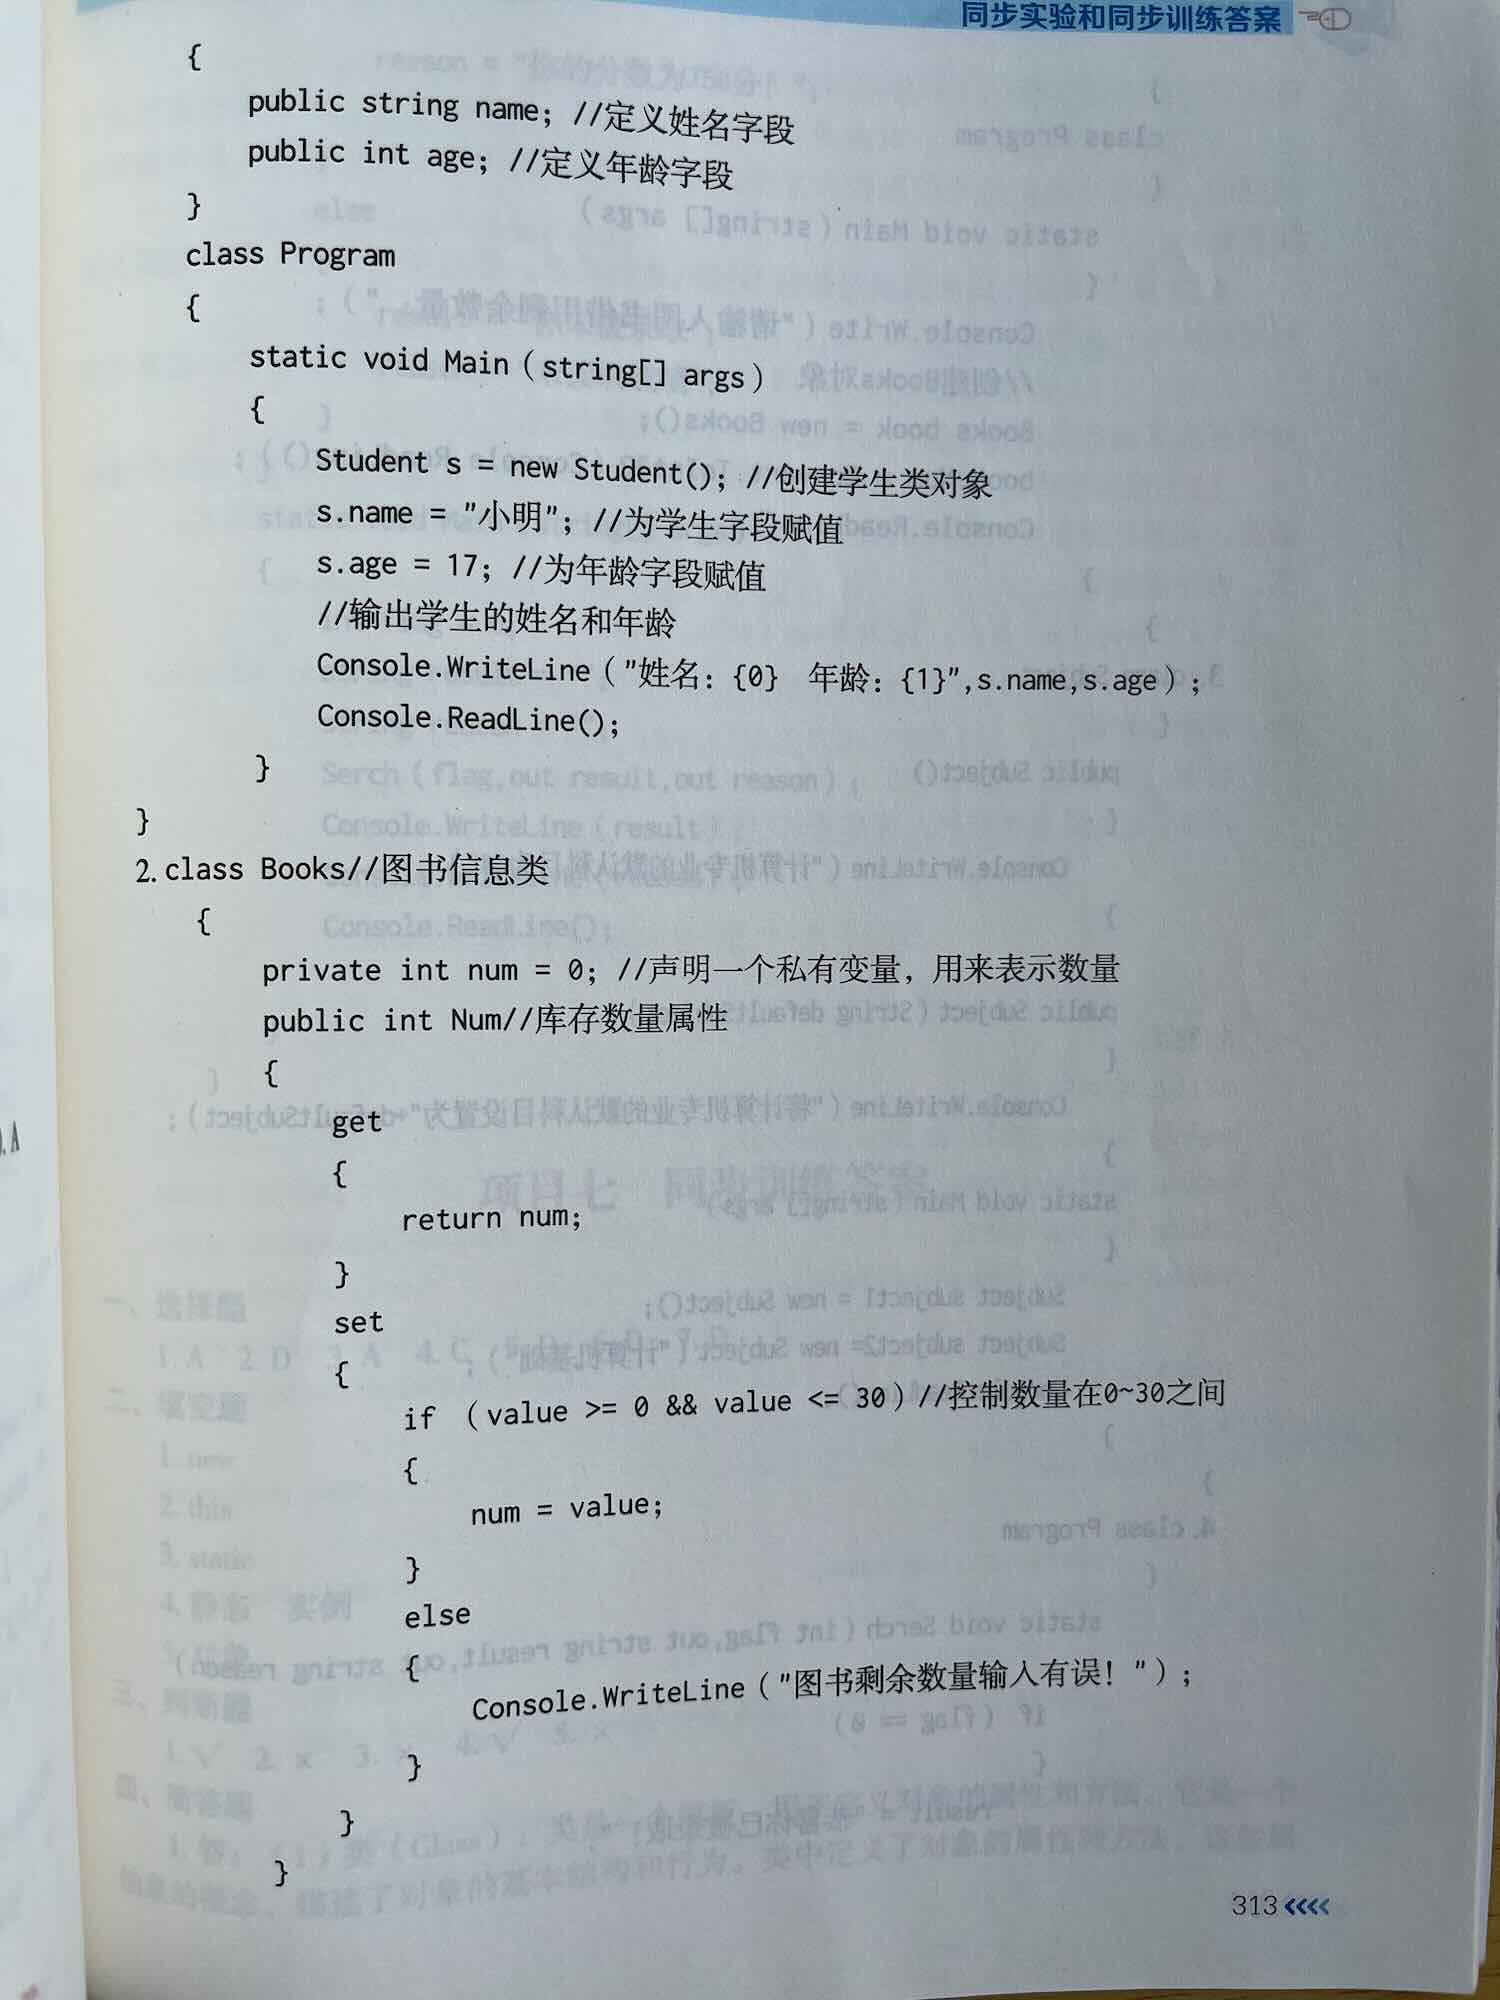 同步实验和同步训练答案
{
public string name; //定义姓名字段
public int age; //定义年龄字段
}
class Program
{
static void Main(string[] args)
{
Student s = new Student(); //创建学生类对象
s.name = "小明"; //为学生字段赋值
s.age = 17; //为年龄字段赋值
//输出学生的姓名和年龄
Console.WriteLine("姓名: {0} 年龄: {1}",s.name,s.age);
Console.ReadLine();
}
}
2.class Books//图书信息类
{
private int num = 0; //声明一个私有变量，用来表示数量
public int Num//库存数量属性
{
get
{
return num;
}
set
{
if (value >= 0 && value <= 30)//控制数量在0~30之间
{
num = value;
}
else
{
Console.WriteLine("图书剩余数量输入有误！");
}
}
}
313